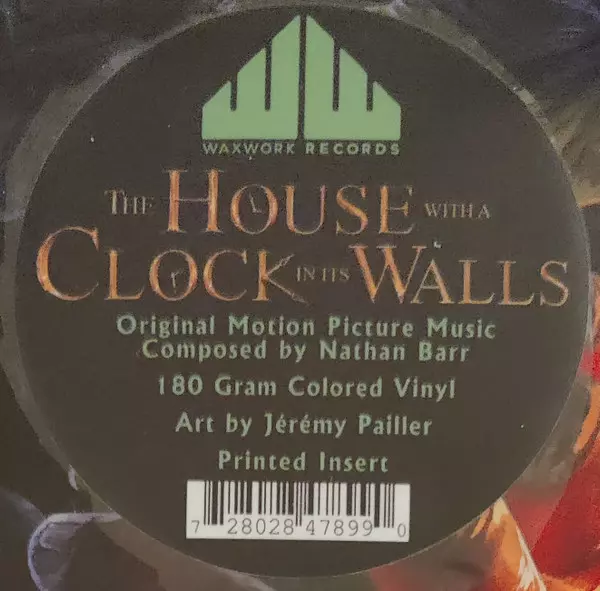 WAXWORK RECORDS
THE HOUSE WITH A
CLOCK IN ITS WALLS
Original Motion Picture Music
Composed by Nathan Barr
180 Gram Colored Vinyl
Art by Jérémy Pailler
Printed Insert
7 28028 47899 0